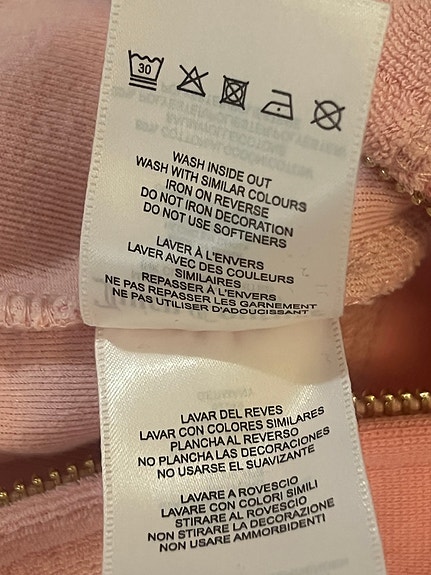 30
WASH INSIDE OUT
WASH WITH SIMILAR COLOURS
IRON ON REVERSE
DO NOT IRON DECORATION
DO NOT USE SOFTENERS
LAVER À L'ENVERS
LAVER AVEC DES COULEURS
SIMILAIRES
REPASSER À L'ENVERS
NE PAS REPASSER LES GARNEMENT
NE PAS UTILISER D'ADOUCISSANT
LAVAR DEL REVES
LAVAR CON COLORES SIMILARES
PLANCHA AL REVERSO
NO PLANCHA LAS DECORACIONES
NO USARSE EL SUAVIZANTE
LAVARE A ROVESCIO
LAVARE CON COLORI SIMILI
STIRARE AL ROVESCIO
NON STIRARE LA DECORAZIONE
NON USARE AMMORBIDENTI